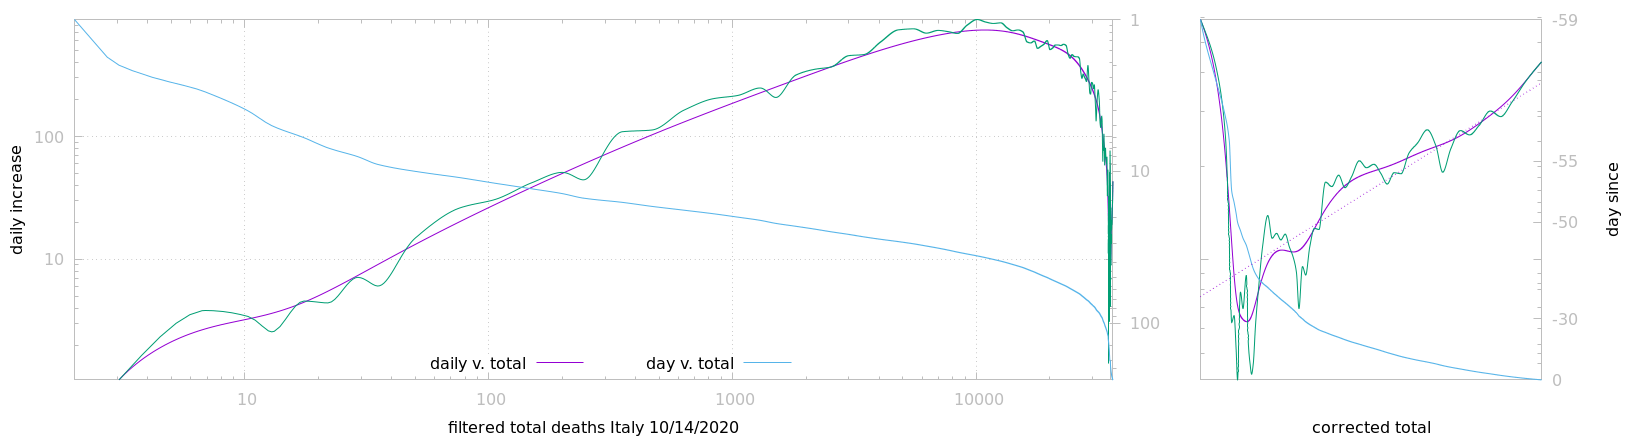 daily increase
100
10
10
100
1000
10000
1
10
100
daily v. total
day v. total
filtered total deaths Italy 10/14/2020
-59
-55
-50
-30
0
day since
corrected total